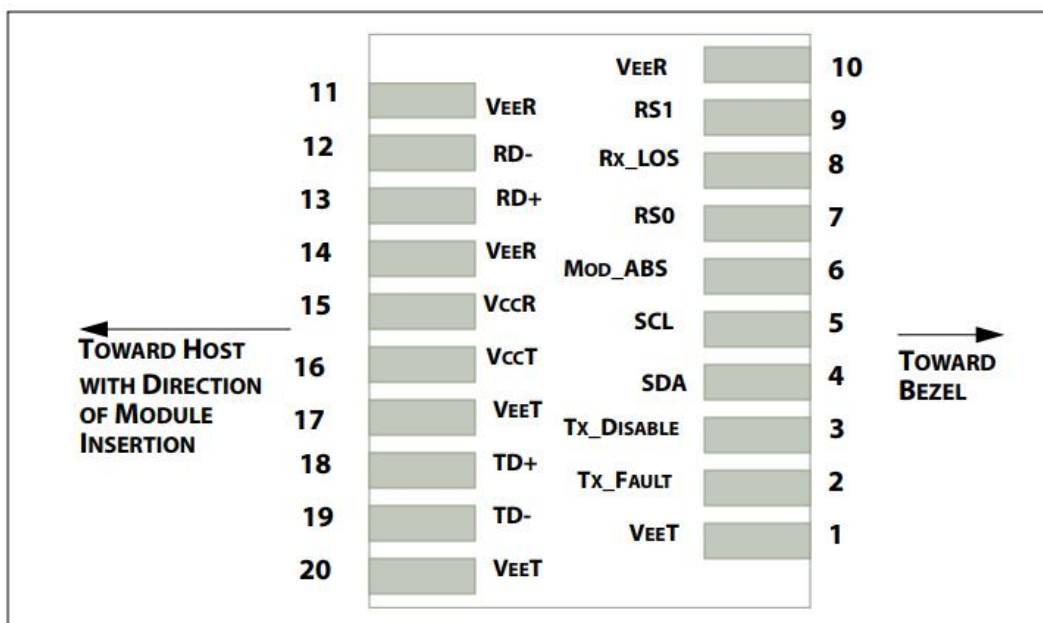 11 VEER
12 RD-
13 RD+
14 VEER
15 VCCR
16 VCCT
17 VEET
18 TD+
19 TD-
20 VEET
VEER 10
RS1 9
RX_LOS 8
RS0 7
MOD_ABS 6
SCL 5
SDA 4
TX_DISABLE 3
TX_FAULT 2
VEET 1
TOWARD HOST
WITH DIRECTION
OF MODULE
INSERTION
TOWARD
BEZEL